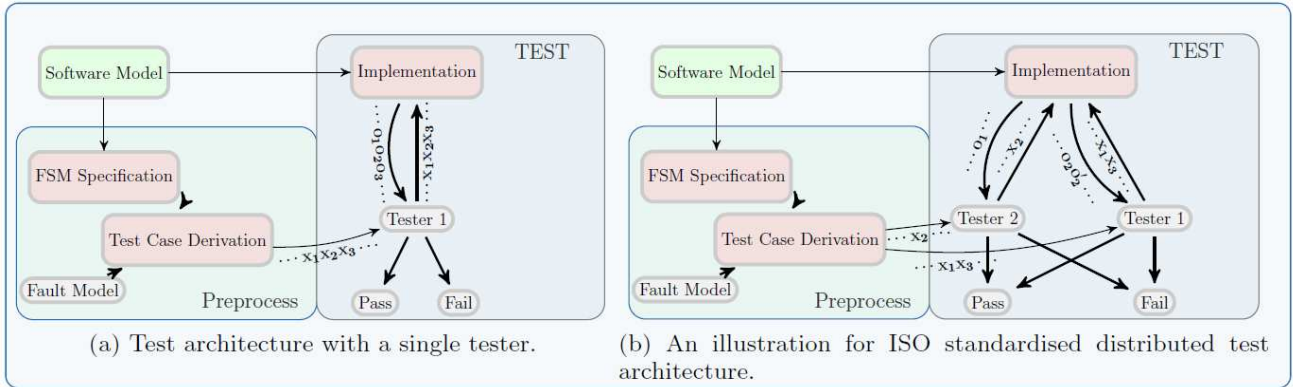 TEST
Software Model
Implementation
... o₁o₂o₃ ...
... x₁x₂x₃ ...
FSM Specification
Tester 1
Test Case Derivation
... x₁x₂x₃ ...
Fault Model
Preprocess
Pass
Fail
(a) Test architecture with a single tester.
TEST
Software Model
Implementation
... o₁ ...
... x₂ ...
... o₂o₂′ ...
... x₁x₃ ...
FSM Specification
Tester 2
Tester 1
Test Case Derivation
... x₂ ...
... x₁x₃ ...
Fault Model
Preprocess
Pass
Fail
(b) An illustration for ISO standardised distributed test
architecture.